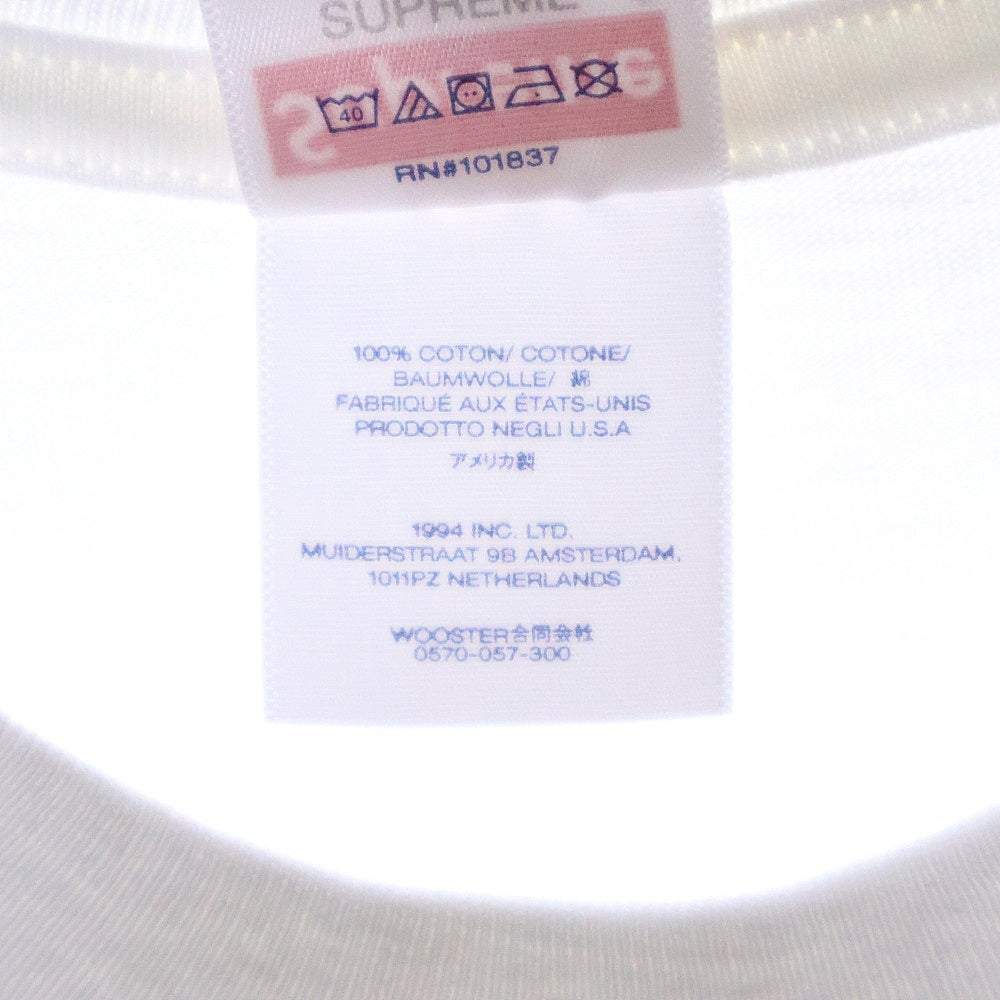 SUPREME
40
RN#101837
100% COTON/ COTONE/
BAUMWOLLE/ 綿
FABRIQUÉ AUX ÉTATS-UNIS
PRODOTTO NEGLI U.S.A
アメリカ製
1994 INC. LTD.
MUIDERSTRAAT 9B AMSTERDAM,
1011PZ NETHERLANDS
WOOSTER合同会社
0570-057-300